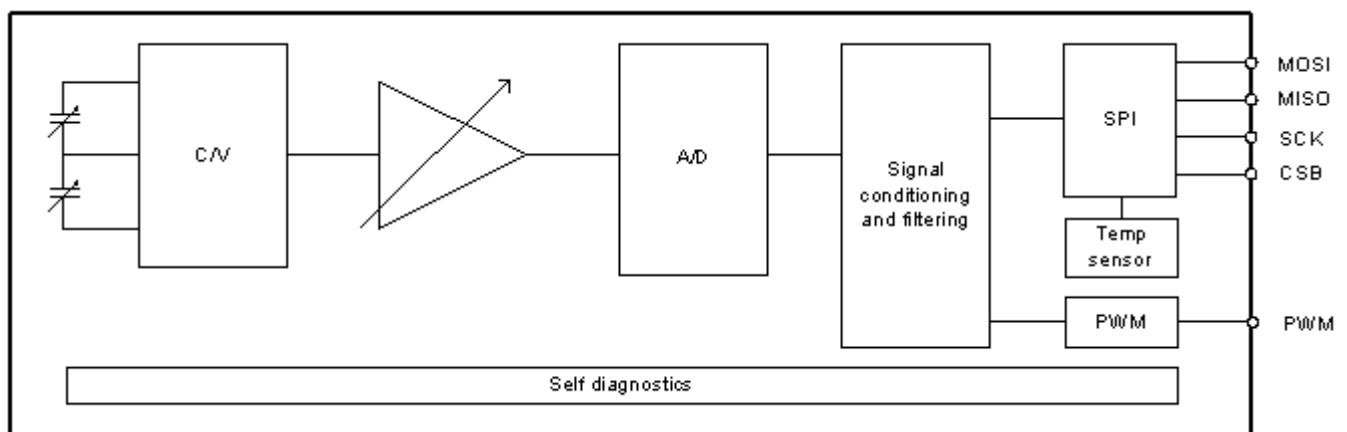 C/V
A/D
Signal
conditioning
and filtering
SPI
MOSI
MISO
SCK
CSB
Temp
sensor
PWM
PWM
Self diagnostics